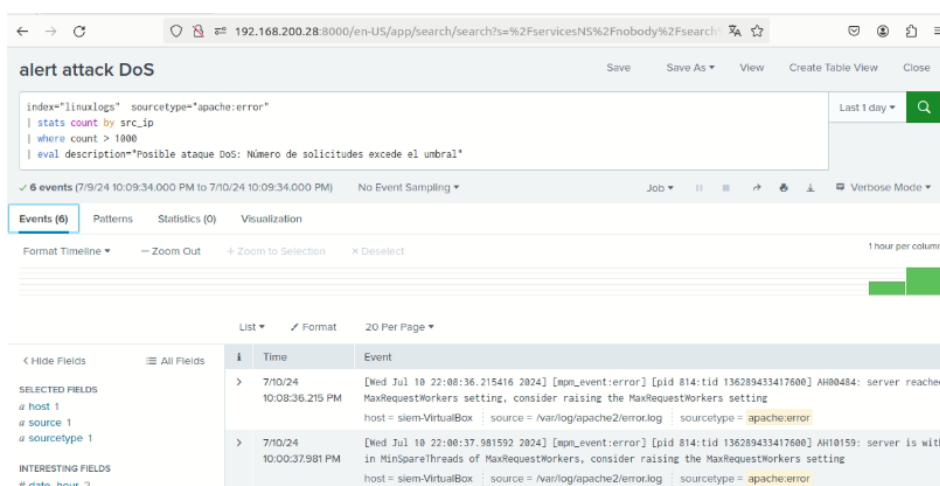 192.168.200.28:8000/en-US/app/search/search?s=%2FservicesNS%2Fnobody%2Fsearch
alert attack DoS
Save Save As View Create Table View Close
index="linuxlogs" sourcetype="apache:error"
| stats count by src_ip
| where count > 1000
| eval description="Posible ataque DoS: Número de solicitudes excede el umbral"
Last 1 day
6 events (7/9/24 10:09:34.000 PM to 7/10/24 10:09:34.000 PM) No Event Sampling Job Verbose Mode
Events (6) Patterns Statistics (0) Visualization
Format Timeline — Zoom Out + Zoom to Selection × Deselect 1 hour per column
List Format 20 Per Page
< Hide Fields All Fields i Time Event
SELECTED FIELDS
a host 1
a source 1
a sourcetype 1
INTERESTING FIELDS
# date_hour 2
> 7/10/24 10:08:36.215 PM
[Wed Jul 10 22:08:36.215416 2024] [mpm_event:error] [pid 814:tid 136289433417600] AH00484: server reached
MaxRequestWorkers setting, consider raising the MaxRequestWorkers setting
host = siem-VirtualBox source = /var/log/apache2/error.log sourcetype = apache:error
> 7/10/24 10:00:37.981 PM
[Wed Jul 10 22:00:37.981592 2024] [mpm_event:error] [pid 814:tid 136289433417600] AH10159: server is with
in MinSpareThreads of MaxRequestWorkers, consider raising the MaxRequestWorkers setting
host = siem-VirtualBox source = /var/log/apache2/error.log sourcetype = apache:error